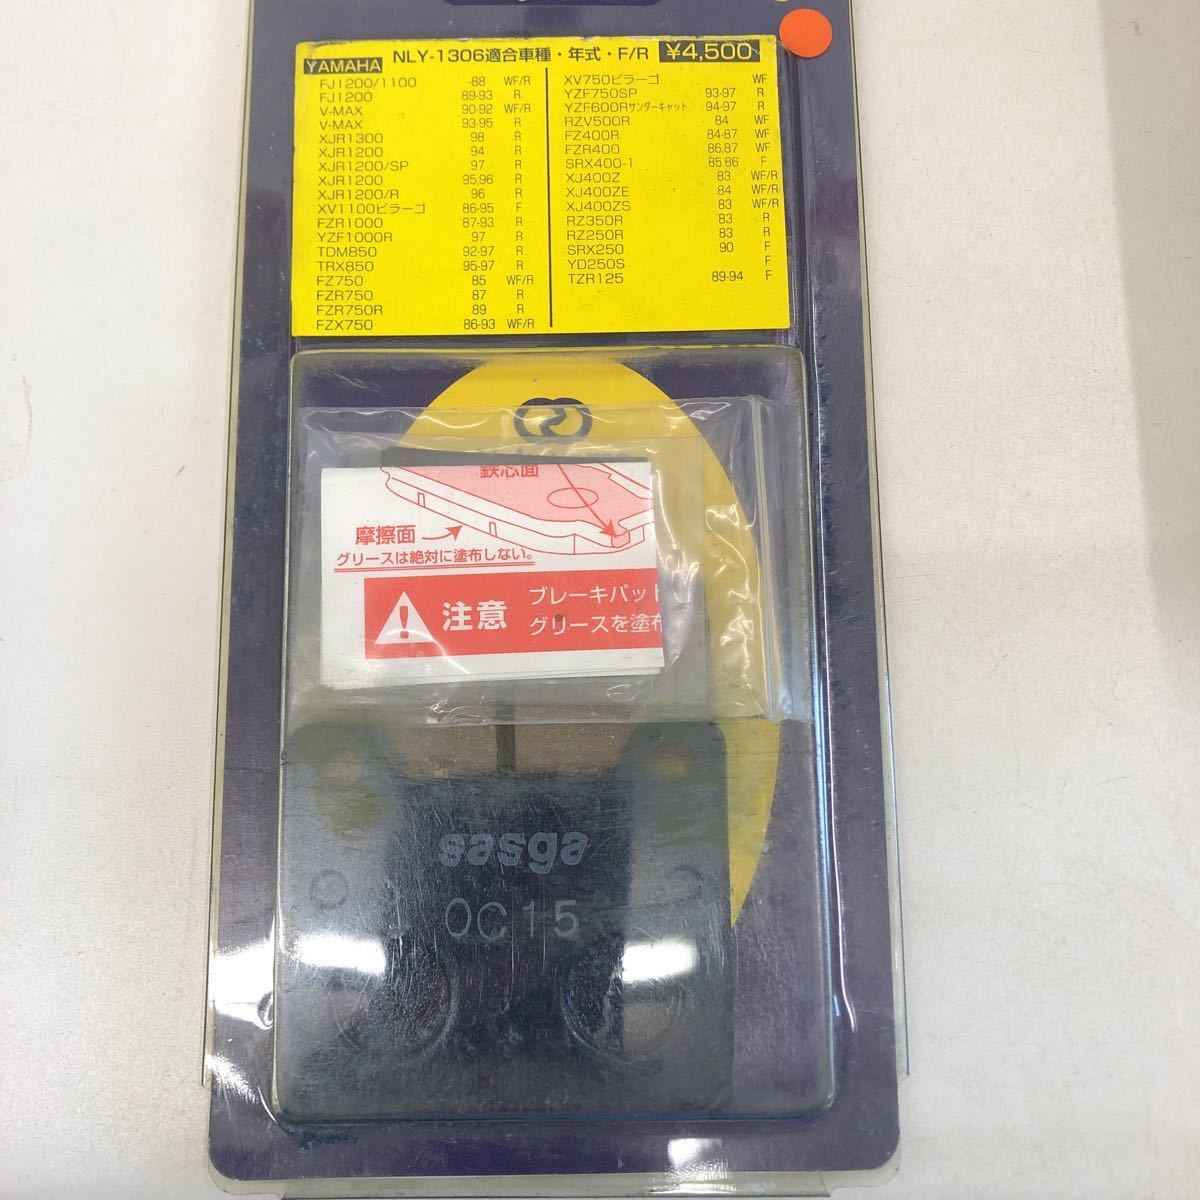 NLY-1306適合車種・年式・F/R ¥4,500
YAMAHA
FJ1200/1100 -88 WF/R
FJ1200 89-93 R
V-MAX 90-92 WF/R
V-MAX 93-95 R
XJR1300 98 R
XJR1200 94 R
XJR1200/SP 97 R
XJR1200 95,96 R
XJR1200/R 96 R
XV1100ビラーゴ 86-95 F
FZR1000 87-93 R
YZF1000R 97 R
TDM850 92-97 R
TRX850 95-97 R
FZ750 85 WF/R
FZR750 87 R
FZR750R 89 R
FZX750 86-93 WF/R
XV750ビラーゴ WF
YZF750SP 93-97 R
YZF600Rサンダーキャット 94-97 R
RZV500R 84 WF
FZ400R 84-87 WF
FZR400 86,87 WF
SRX400-1 85.86 F
XJ400Z 83 WF/R
XJ400ZE 84 WF/R
XJ400ZS 83 WF/R
RZ350R 83 R
RZ250R 83 R
SRX250 90 F
YD250S F
TZR125 89-94 F
鉄芯面
摩擦面
グリースは絶対に塗布しない。
注意
ブレーキパット
グリースを塗布
sasga
OC15